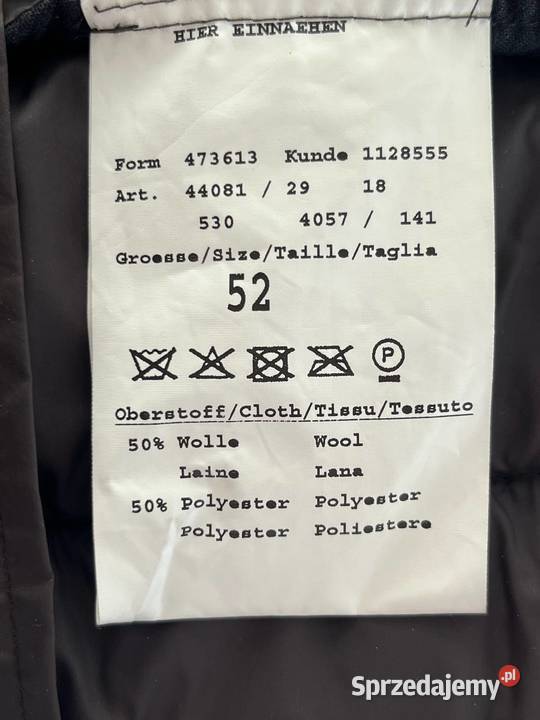 HIER EINNAEHEN
Form 473613 Kunde 1128555
Art. 44081 / 29 18
530 4057 / 141
Groesse/Size/Taille/Taglia
52
P
Oberstoff/Cloth/Tissu/Tessuto
50% Wolle Wool
Laine Lana
50% Polyester Polyester
Polyester Poliestere
Sprzedajemy.pl